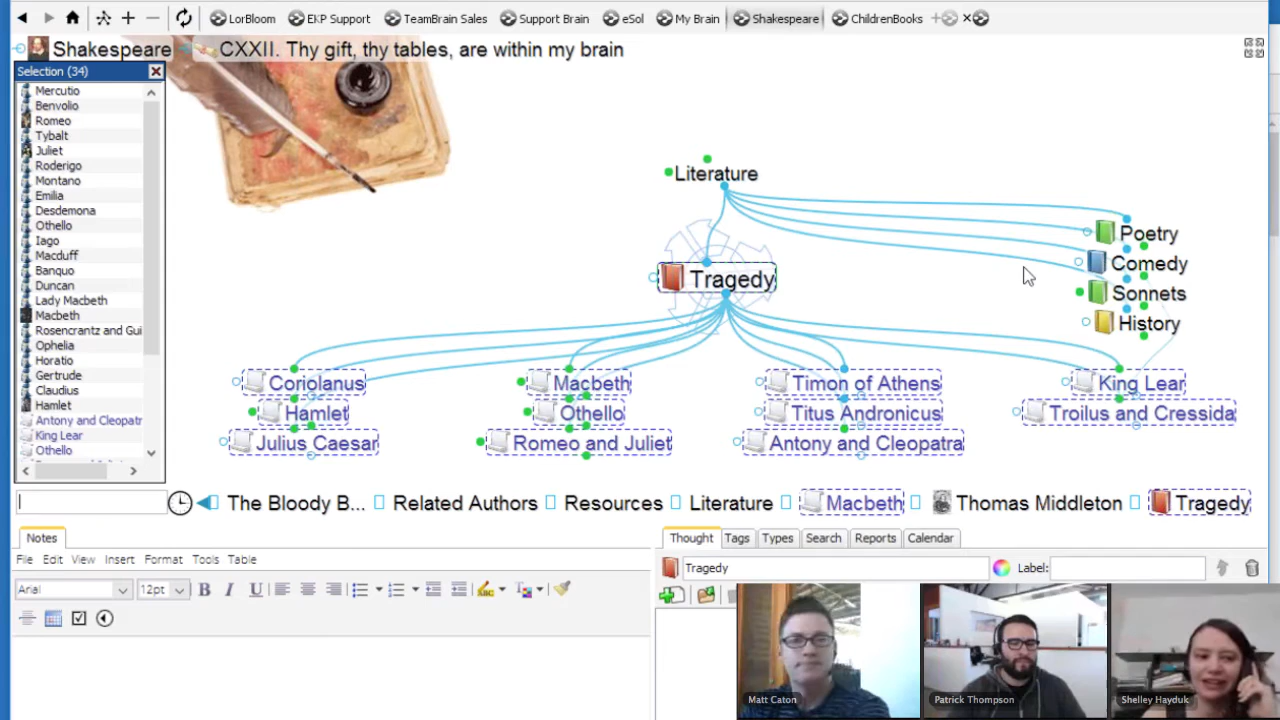 LorBloom EKP Support TeamBrain Sales Support Brain eSol My Brain Shakespeare ChildrenBooks
Shakespeare CXXII. Thy gift, thy tables, are within my brain
Selection (34)
Mercutio
Benvolio
Romeo
Tybalt
Juliet
Roderigo
Montano
Emilia
Desdemona
Othello
Iago
Macduff
Banquo
Duncan
Lady Macbeth
Macbeth
Rosencrantz and Gui
Ophelia
Horatio
Gertrude
Claudius
Hamlet
Antony and Cleopatr
King Lear
Othello
Literature
Poetry
Comedy
Sonnets
History
Tragedy
Coriolanus
Hamlet
Julius Caesar
Macbeth
Othello
Romeo and Juliet
Timon of Athens
Titus Andronicus
Antony and Cleopatra
King Lear
Troilus and Cressida
The Bloody B... Related Authors Resources Literature Macbeth Thomas Middleton Tragedy
Notes
File Edit View Insert Format Tools Table
Arial 12pt B I U
Thought Tags Types Search Reports Calendar
Tragedy Label:
Matt Caton
Patrick Thompson
Shelley Hayduk